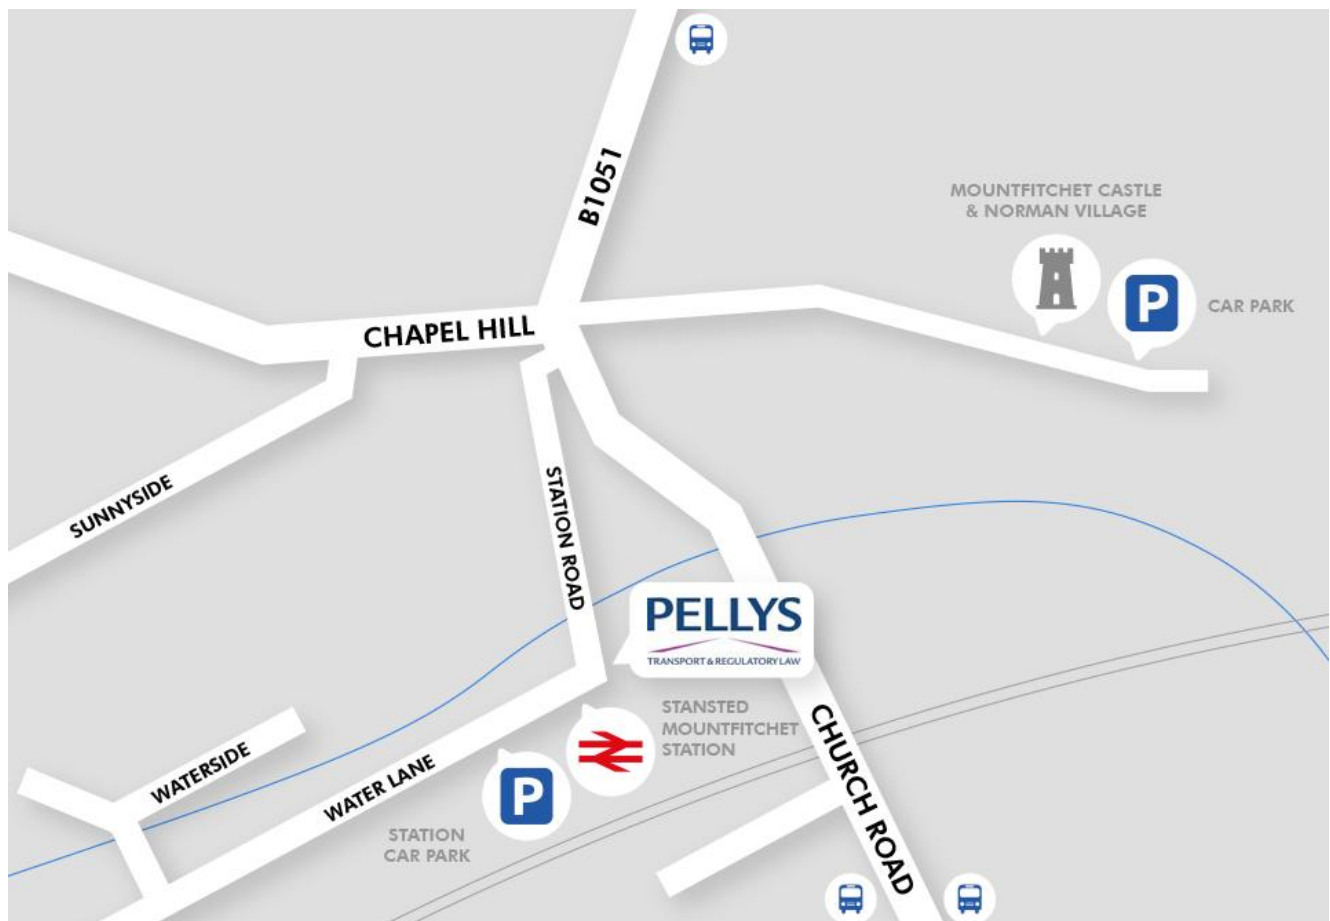 B1051
MOUNTFITCHET CASTLE
& NORMAN VILLAGE
P
CAR PARK
CHAPEL HILL
SUNNYSIDE
STATION ROAD
PELLYS
TRANSPORT & REGULATORY LAW
STANSTED
MOUNTFITCHET
STATION
CHURCH ROAD
WATERSIDE
WATER LANE
P
STATION
CAR PARK